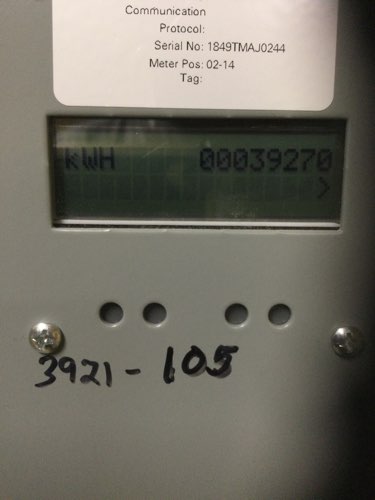 Communication
Protocol:
Serial No: 1849TMAJ0244
Meter Pos: 02-14
Tag:
kWH 00039270
>
3921-105